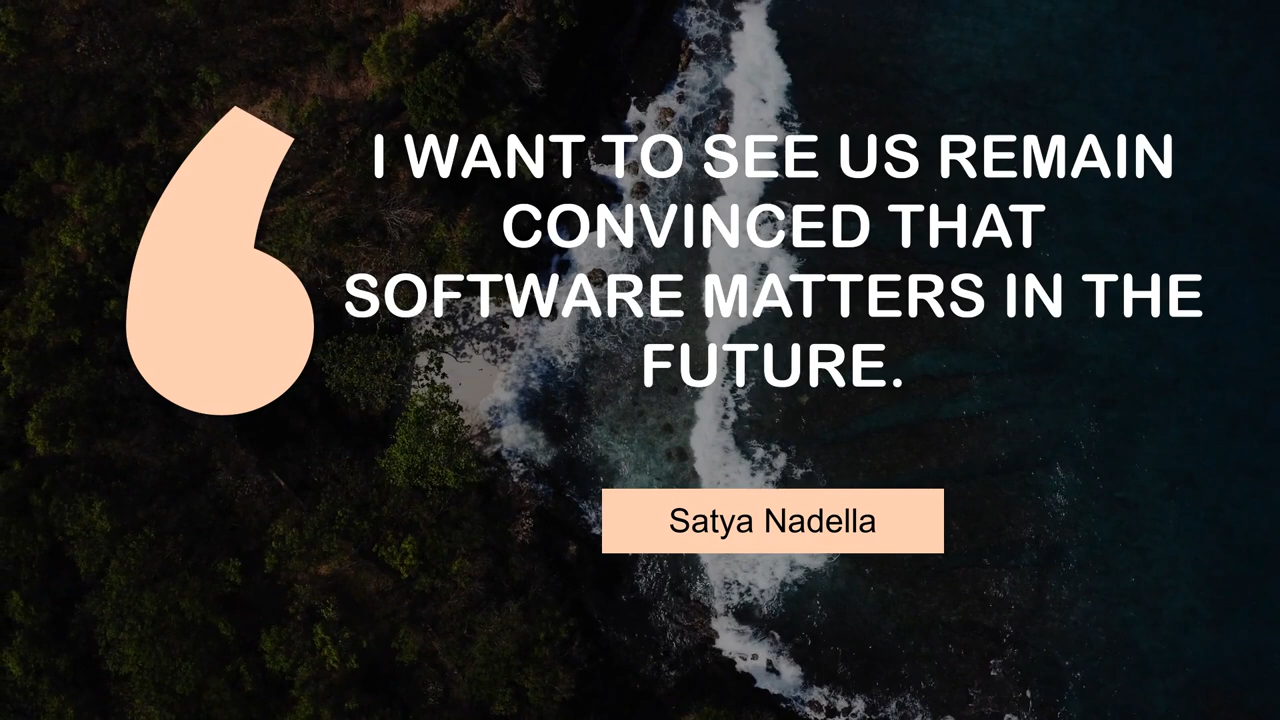 I WANT TO SEE US REMAIN
CONVINCED THAT
SOFTWARE MATTERS IN THE
FUTURE.
Satya Nadella